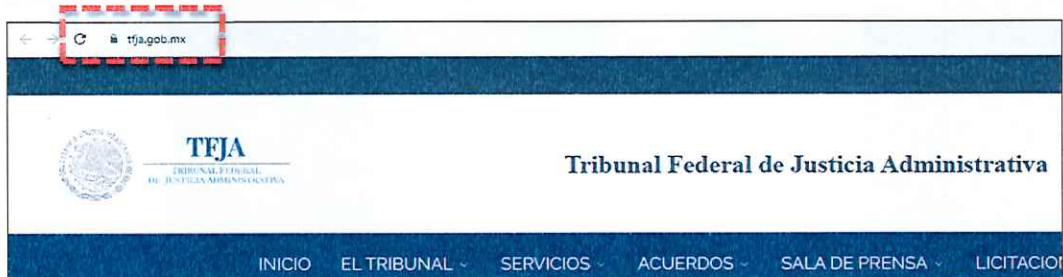 tfja.gob.mx
TFJA
TRIBUNAL FEDERAL
DE JUSTICIA ADMINISTRATIVA
Tribunal Federal de Justicia Administrativa
INICIO EL TRIBUNAL SERVICIOS ACUERDOS SALA DE PRENSA LICITACIO